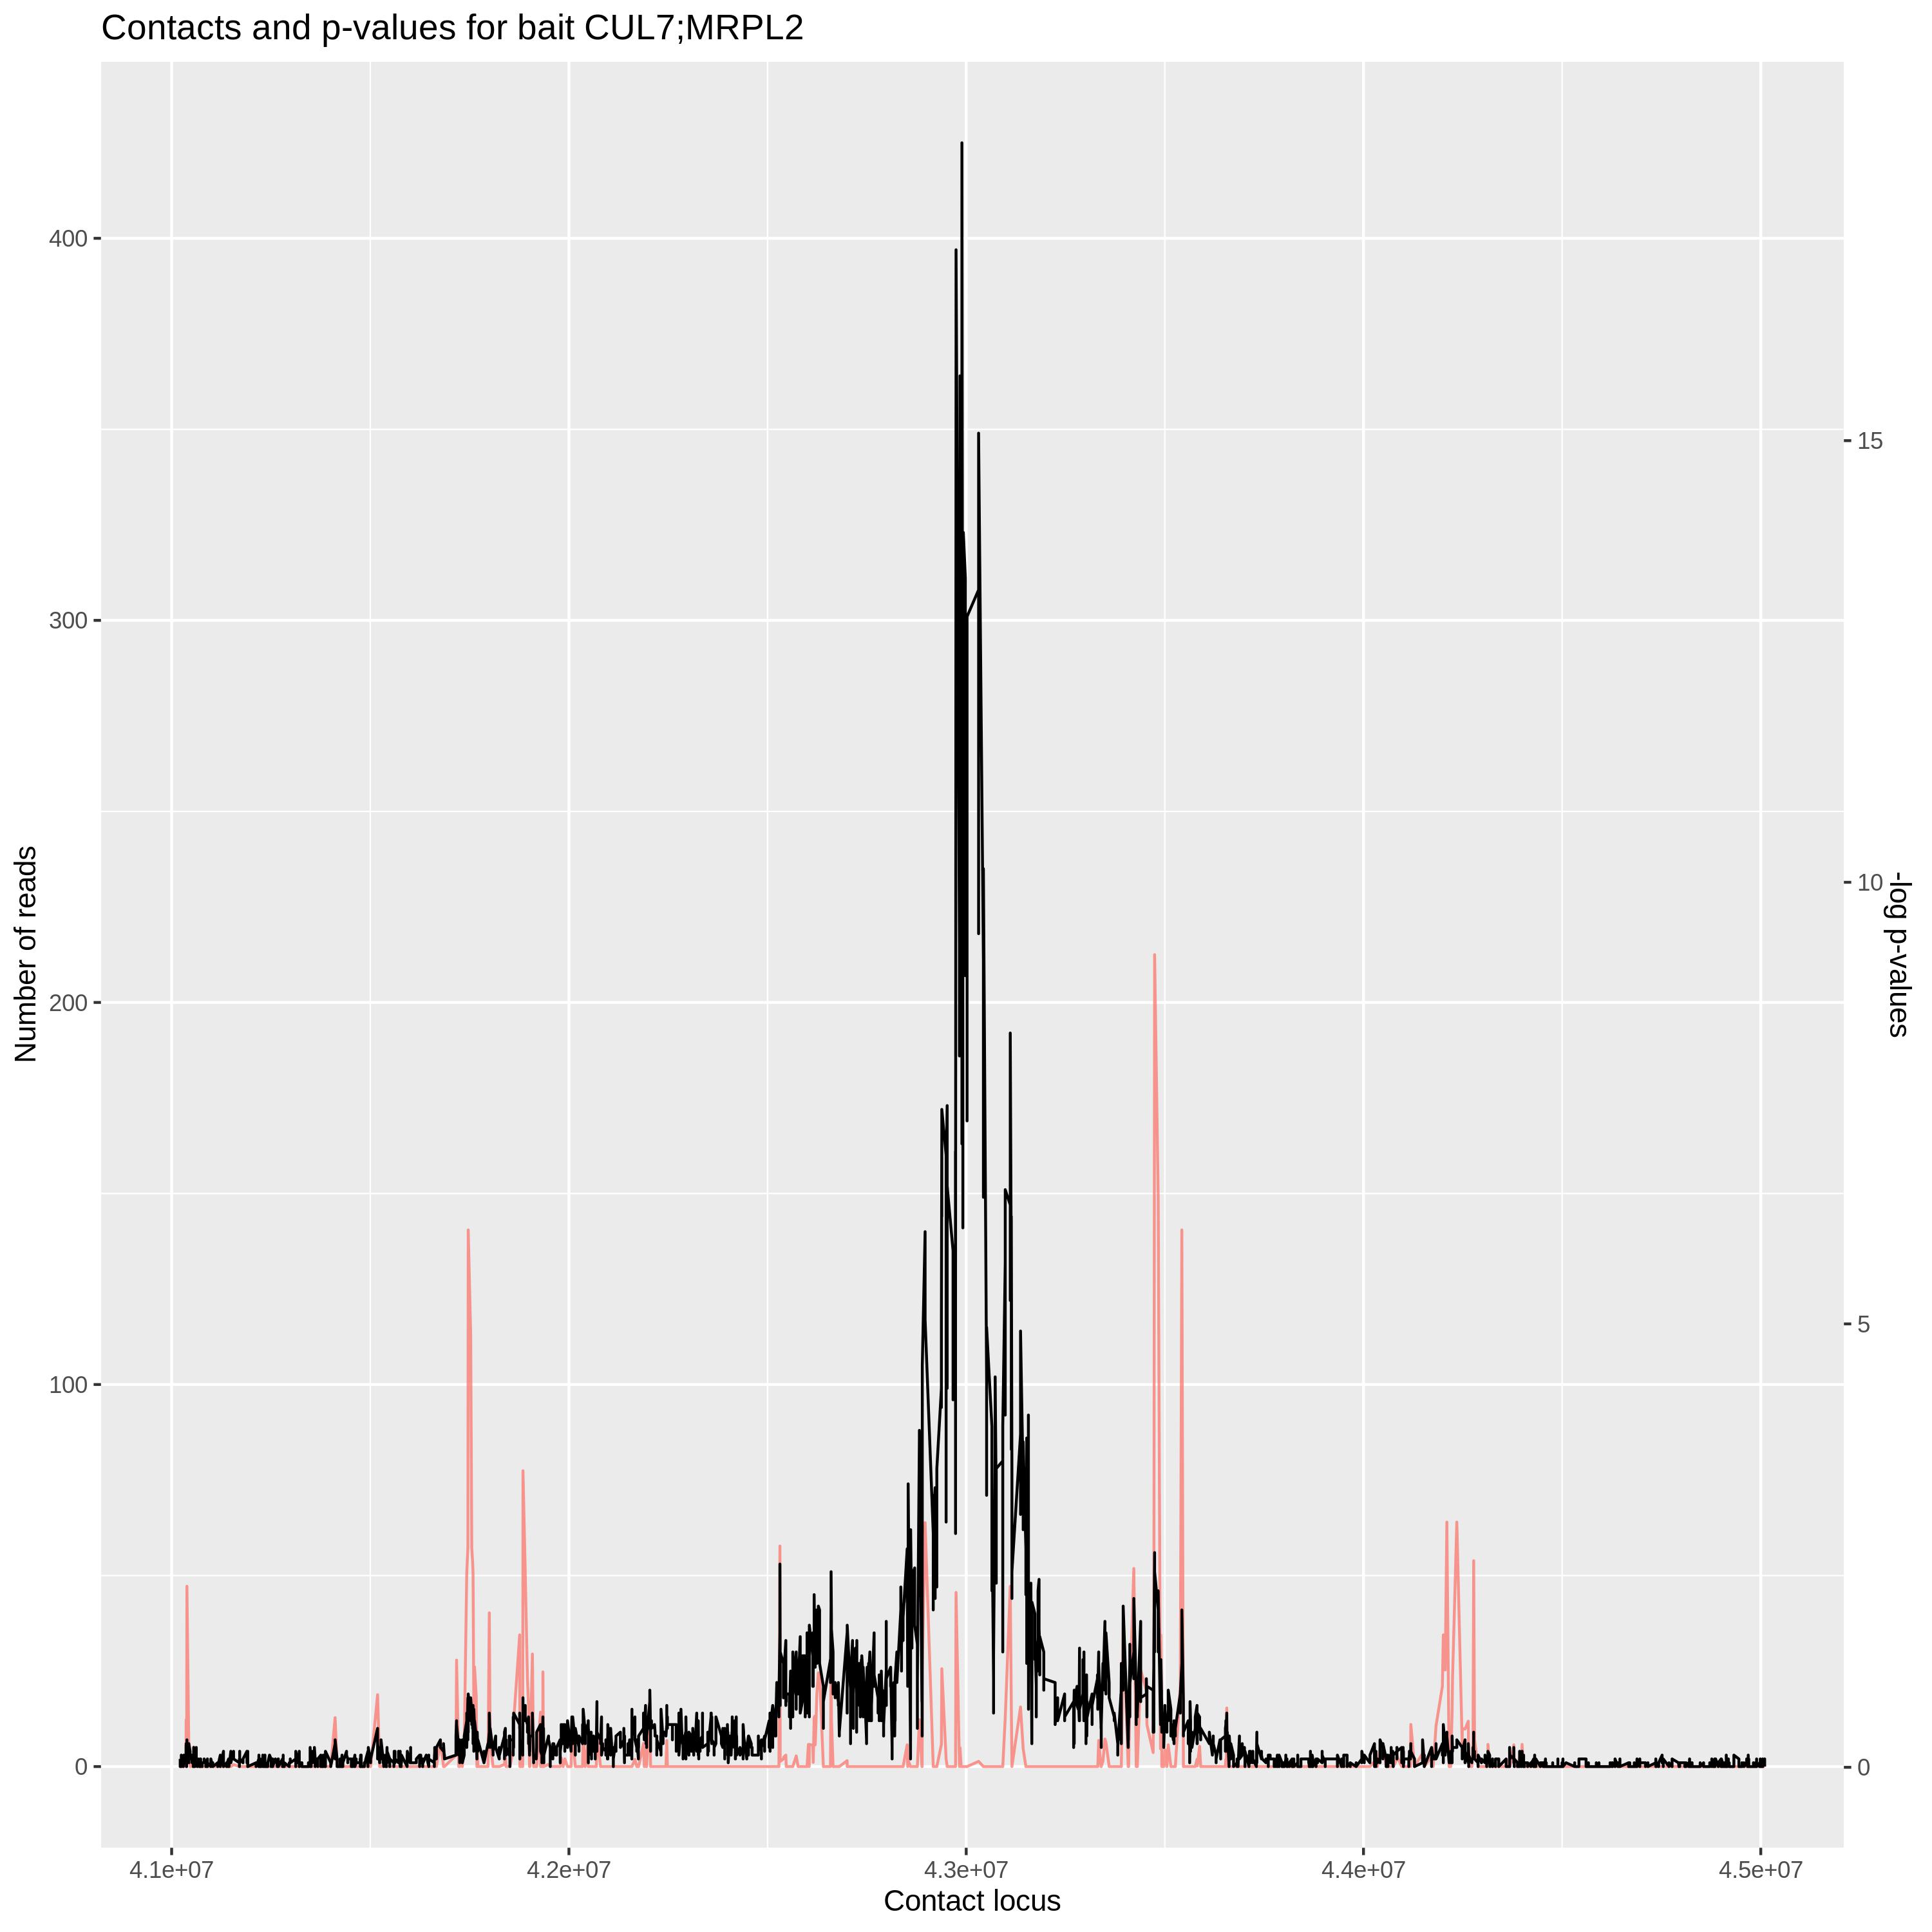 Contacts and p-values for bait CUL7;MRPL2
Number of reads
400
300
200
100
0
15
10
5
0
-log p-values
4.1e+07
4.2e+07
4.3e+07
4.4e+07
4.5e+07
Contact locus